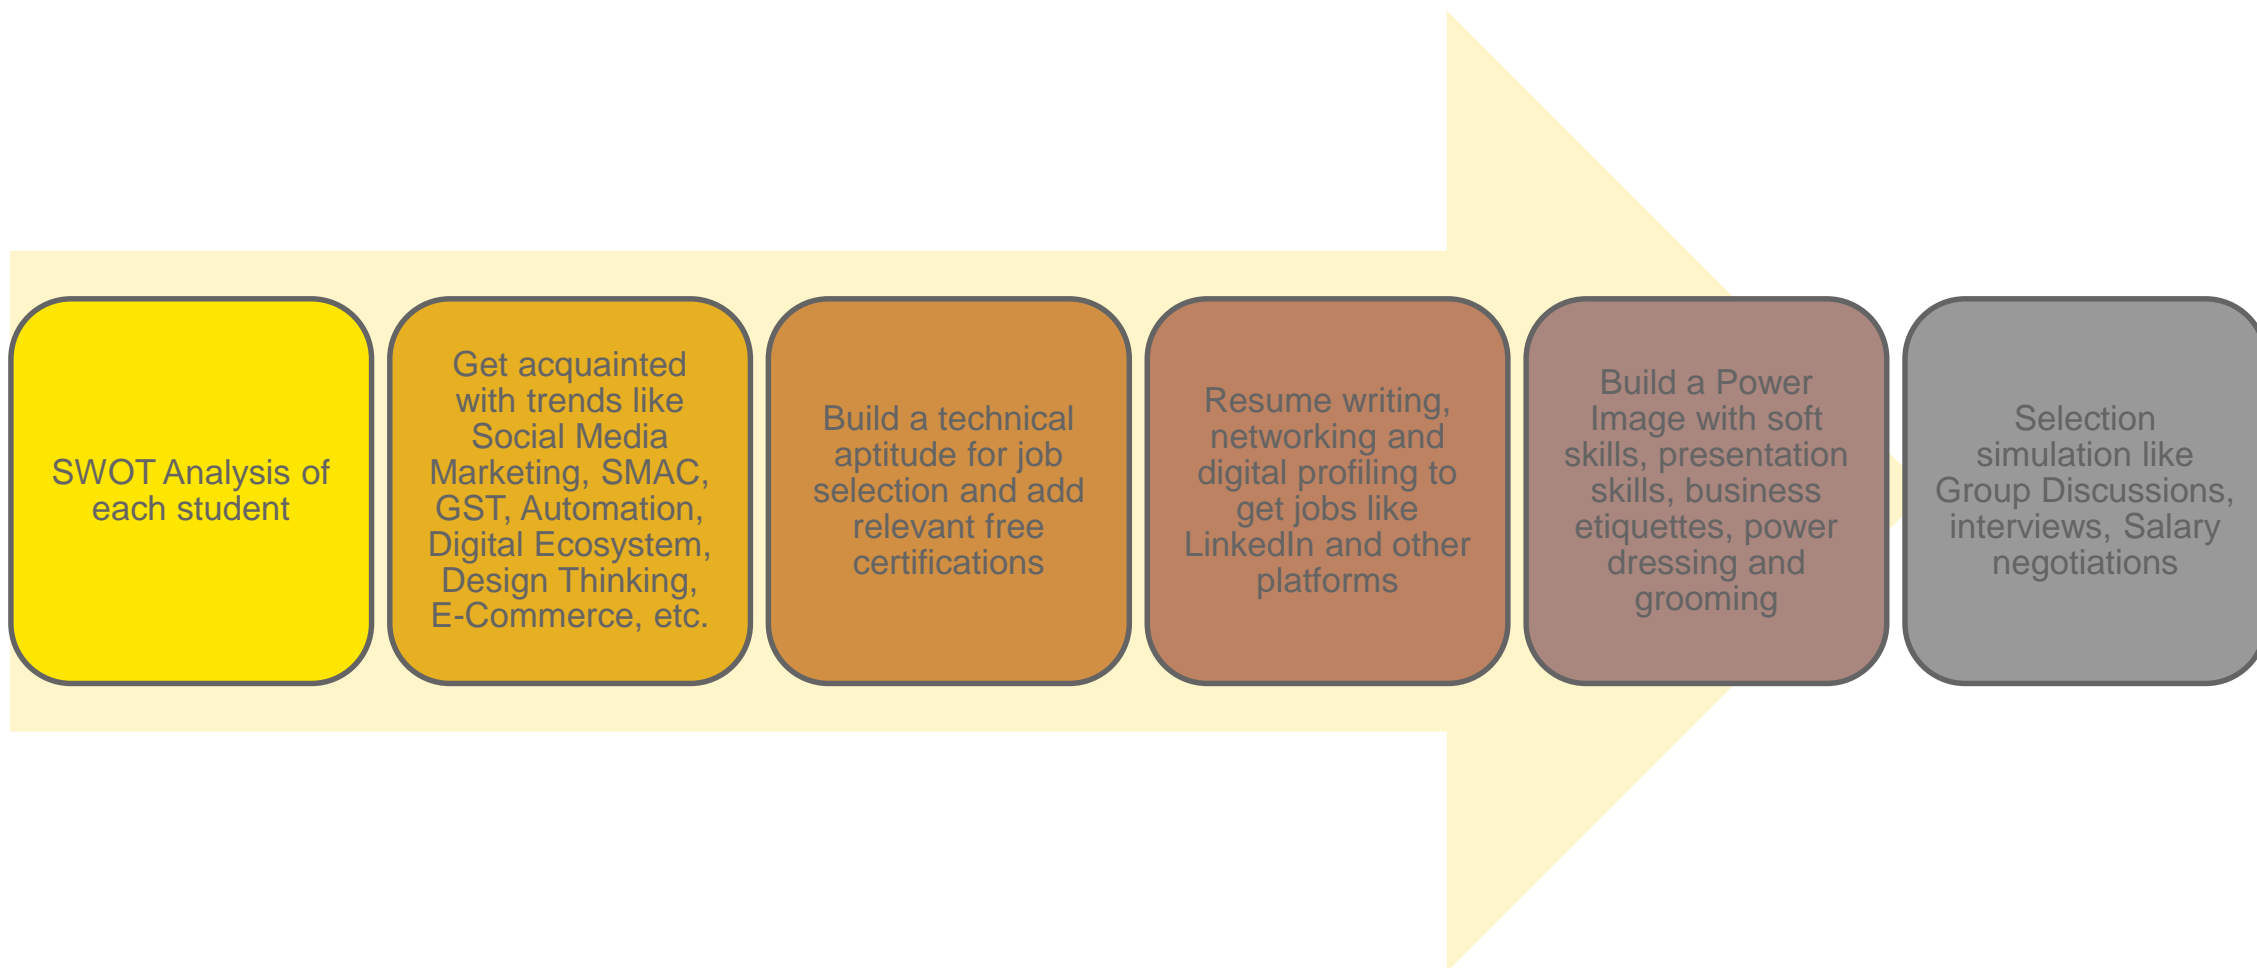 SWOT Analysis of
each student
Get acquainted
with trends like
Social Media
Marketing, SMAC,
GST, Automation,
Digital Ecosystem,
Design Thinking,
E-Commerce, etc.
Build a technical
aptitude for job
selection and add
relevant free
certifications
Resume writing,
networking and
digital profiling to
get jobs like
LinkedIn and other
platforms
Build a Power
Image with soft
skills, presentation
skills, business
etiquettes, power
dressing and
grooming
Selection
simulation like
Group Discussions,
interviews, Salary
negotiations